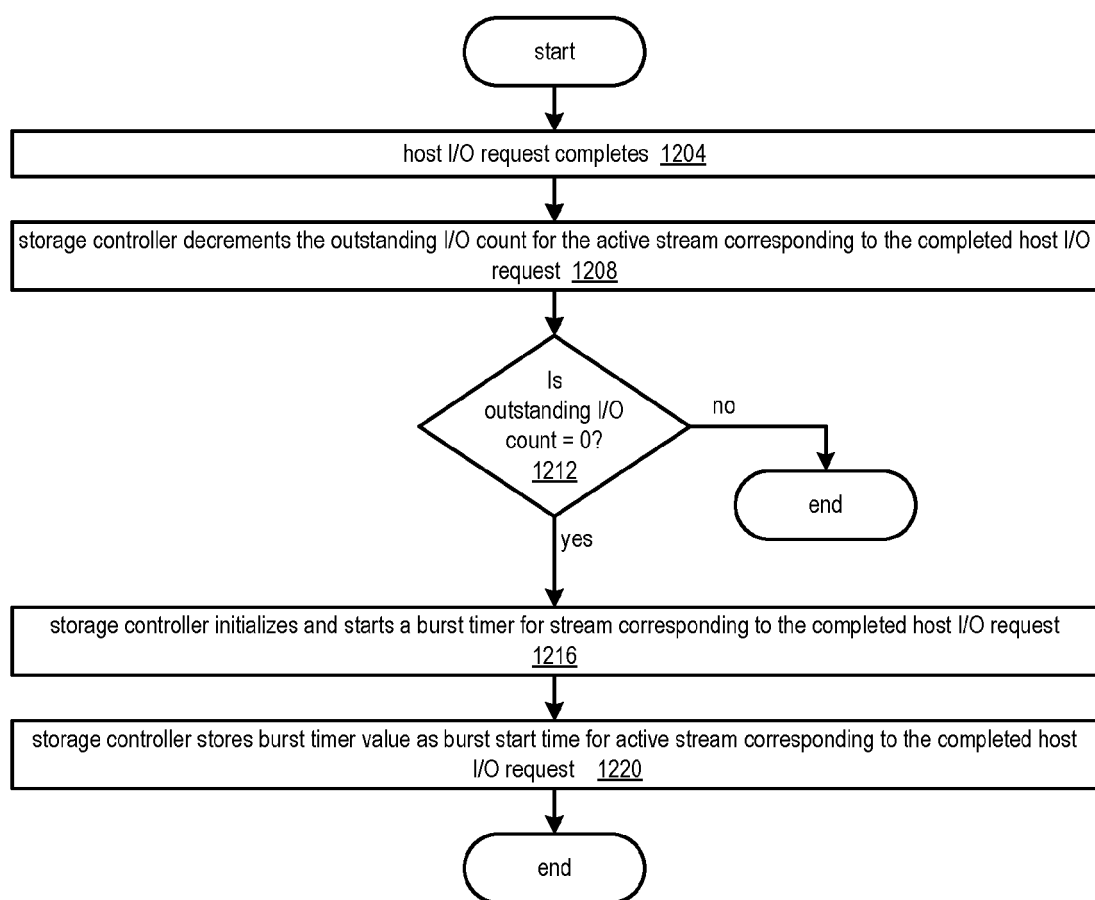 start
host I/O request completes 1204
storage controller decrements the outstanding I/O count for the active stream corresponding to the completed host I/O
request 1208
Is
outstanding I/O
count = 0?
1212
no
end
yes
storage controller initializes and starts a burst timer for stream corresponding to the completed host I/O request
1216
storage controller stores burst timer value as burst start time for active stream corresponding to the completed host
I/O request 1220
end